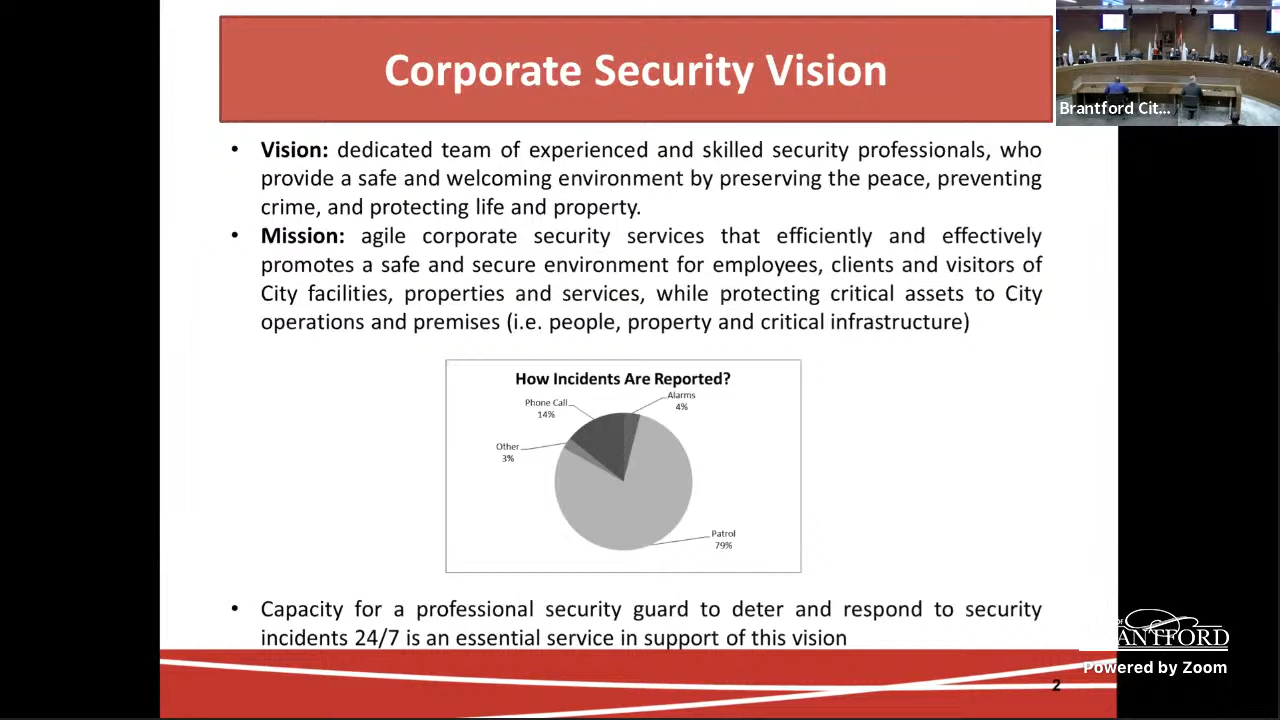 Corporate Security Vision
Brantford Cit...
• Vision: dedicated team of experienced and skilled security professionals, who
provide a safe and welcoming environment by preserving the peace, preventing
crime, and protecting life and property.
• Mission: agile corporate security services that efficiently and effectively
promotes a safe and secure environment for employees, clients and visitors of
City facilities, properties and services, while protecting critical assets to City
operations and premises (i.e. people, property and critical infrastructure)
How Incidents Are Reported?
Alarms
4%
Phone Call
14%
Other
3%
Patrol
79%
• Capacity for a professional security guard to deter and respond to security
incidents 24/7 is an essential service in support of this vision
RANTFORD
Powered by Zoom
2